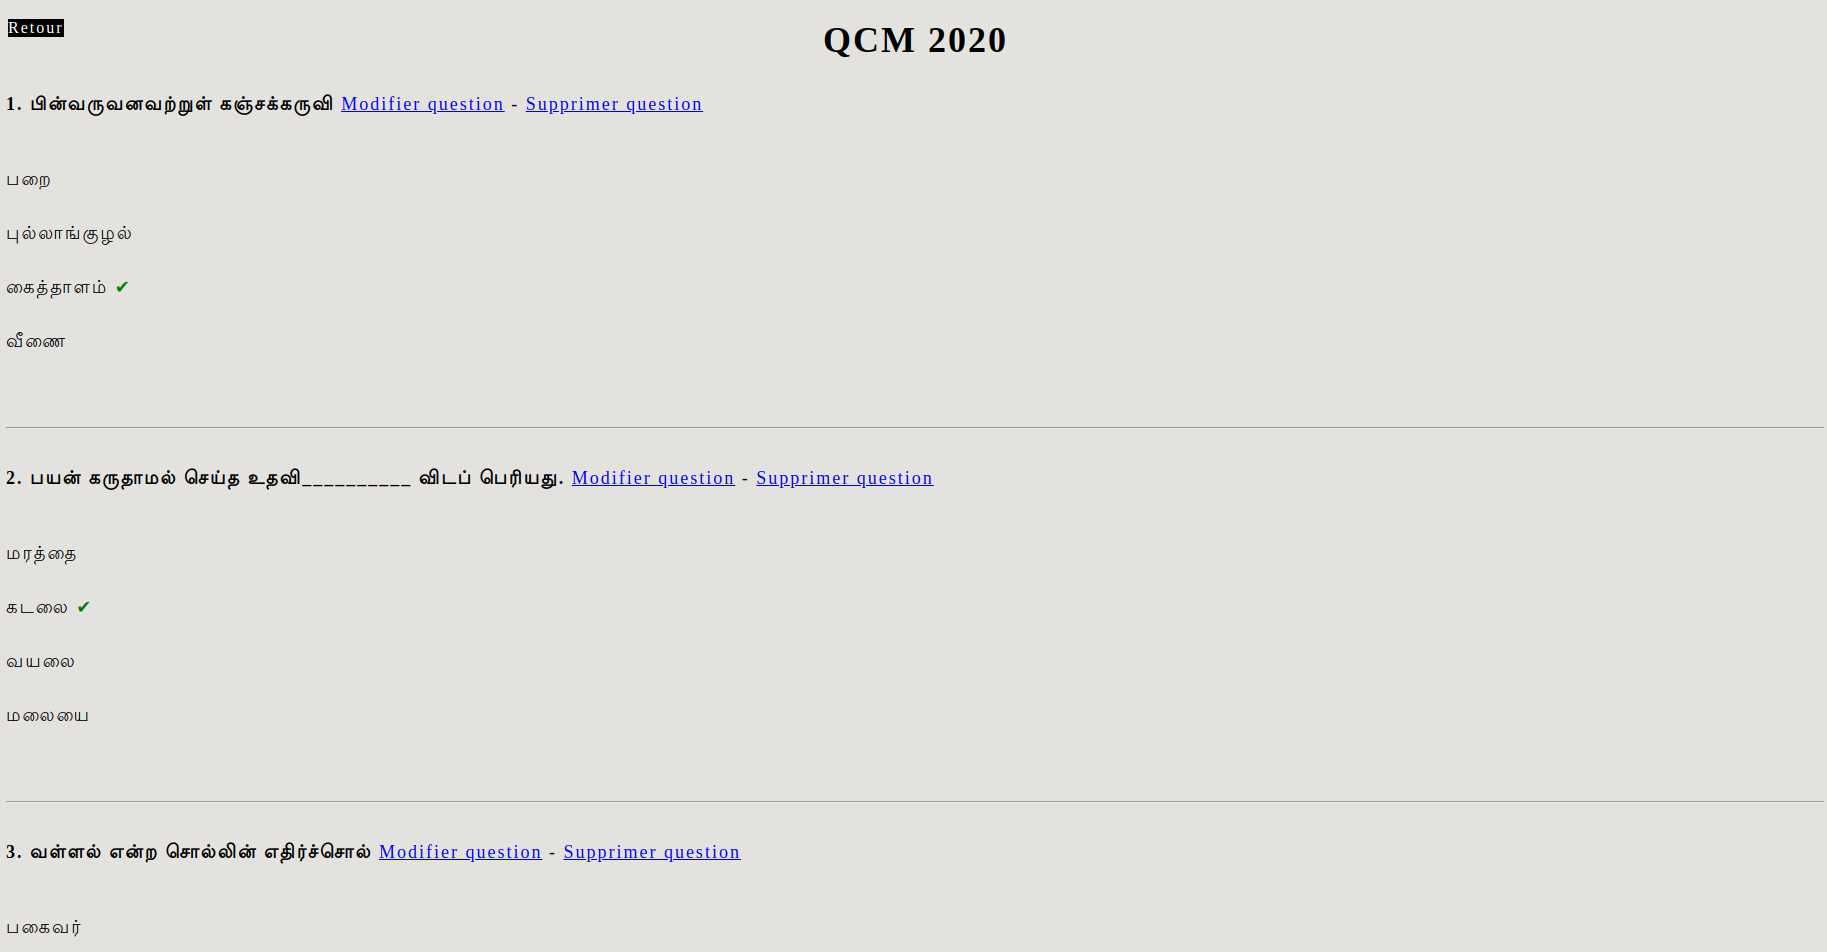 Retour
QCM 2020
1. பின்வருவனவற்றுள் கஞ்சக்கருவி Modifier question - Supprimer question
பறை
புல்லாங்குழல்
கைத்தாளம் ✔
வீணை
2. பயன் கருதாமல் செய்த உதவி__________ விடப் பெரியது. Modifier question - Supprimer question
மரத்தை
கடலை ✔
வயலை
மலையை
3. வள்ளல் என்ற சொல்லின் எதிர்ச்சொல் Modifier question - Supprimer question
பகைவர்